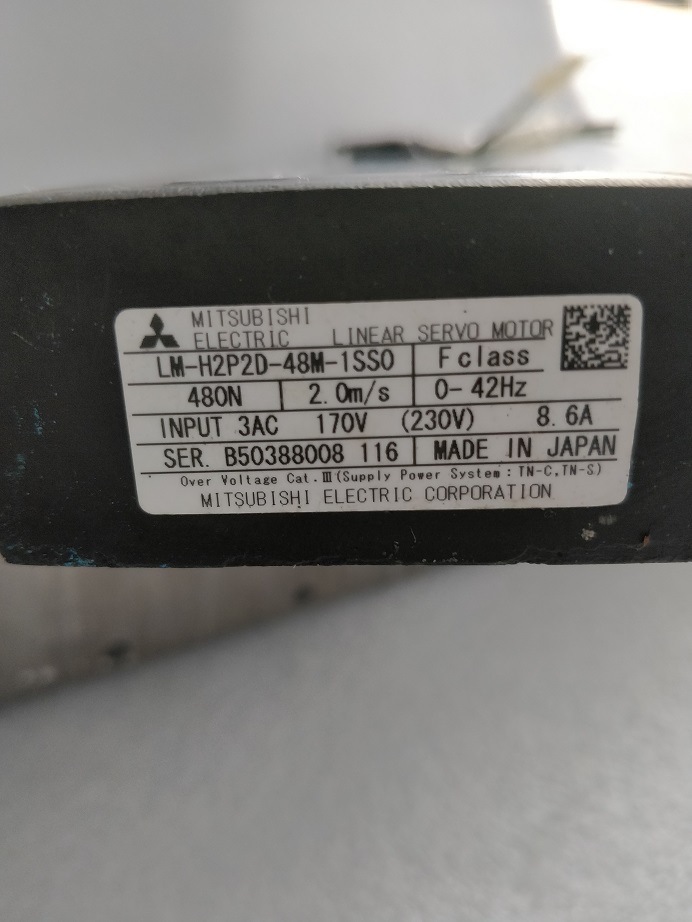 MITSUBISHI
ELECTRIC LINEAR SERVO MOTOR
LM-H2P2D-48M-1SS0 F class
480N 2.0m/s 0-42Hz
INPUT 3AC 170V (230V) 8.6A
SER. B50388008 116 MADE IN JAPAN
Over Voltage Cat.Ⅲ(Supply Power System:TN-C,TN-S)
MITSUBISHI ELECTRIC CORPORATION